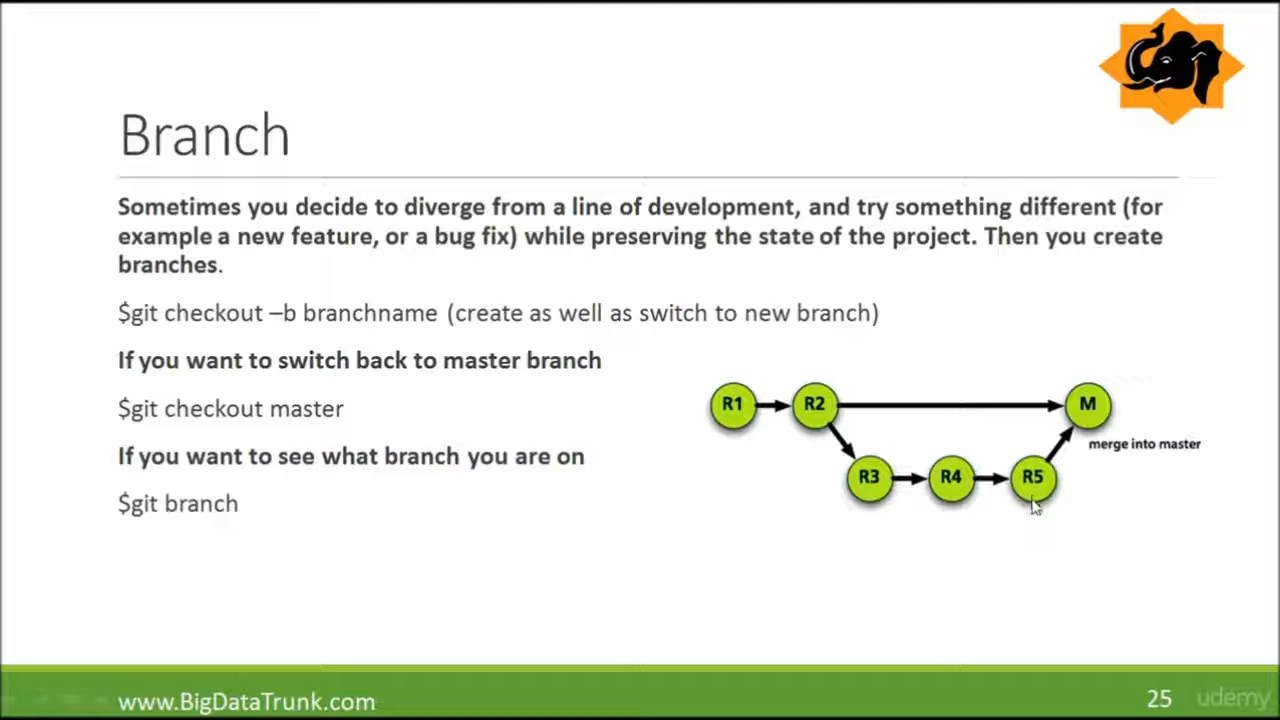 Branch
Sometimes you decide to diverge from a line of development, and try something different (for
example a new feature, or a bug fix) while preserving the state of the project. Then you create
branches.
$git checkout –b branchname (create as well as switch to new branch)
If you want to switch back to master branch
$git checkout master
If you want to see what branch you are on
$git branch
R1 R2 M
merge into master
R3 R4 R5
www.BigDataTrunk.com
25
udemy